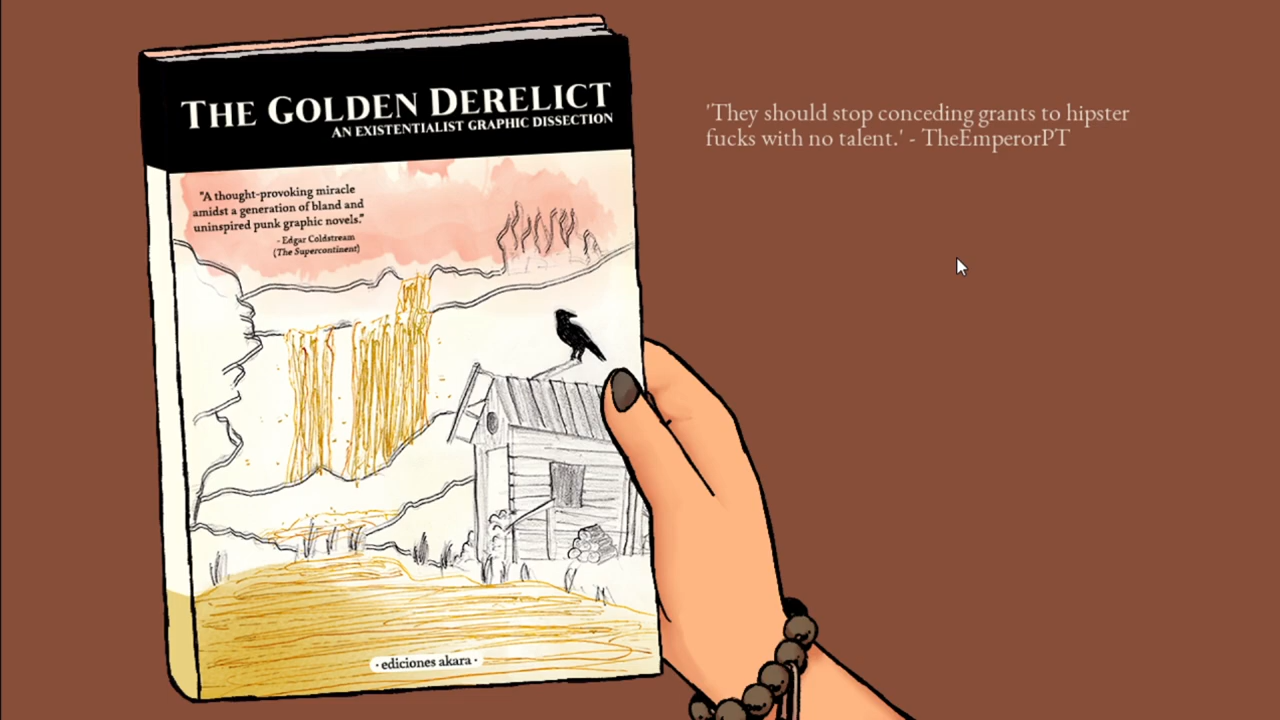 THE GOLDEN DERELICT
AN EXISTENTIALIST GRAPHIC DISSECTION
"A thought-provoking miracle
amidst a generation of bland and
uninspired punk graphic novels."
- Edgar Coldstream
(The Supercontinent)
· ediciones akara ·
'They should stop conceding grants to hipster
fucks with no talent.' - TheEmperorPT